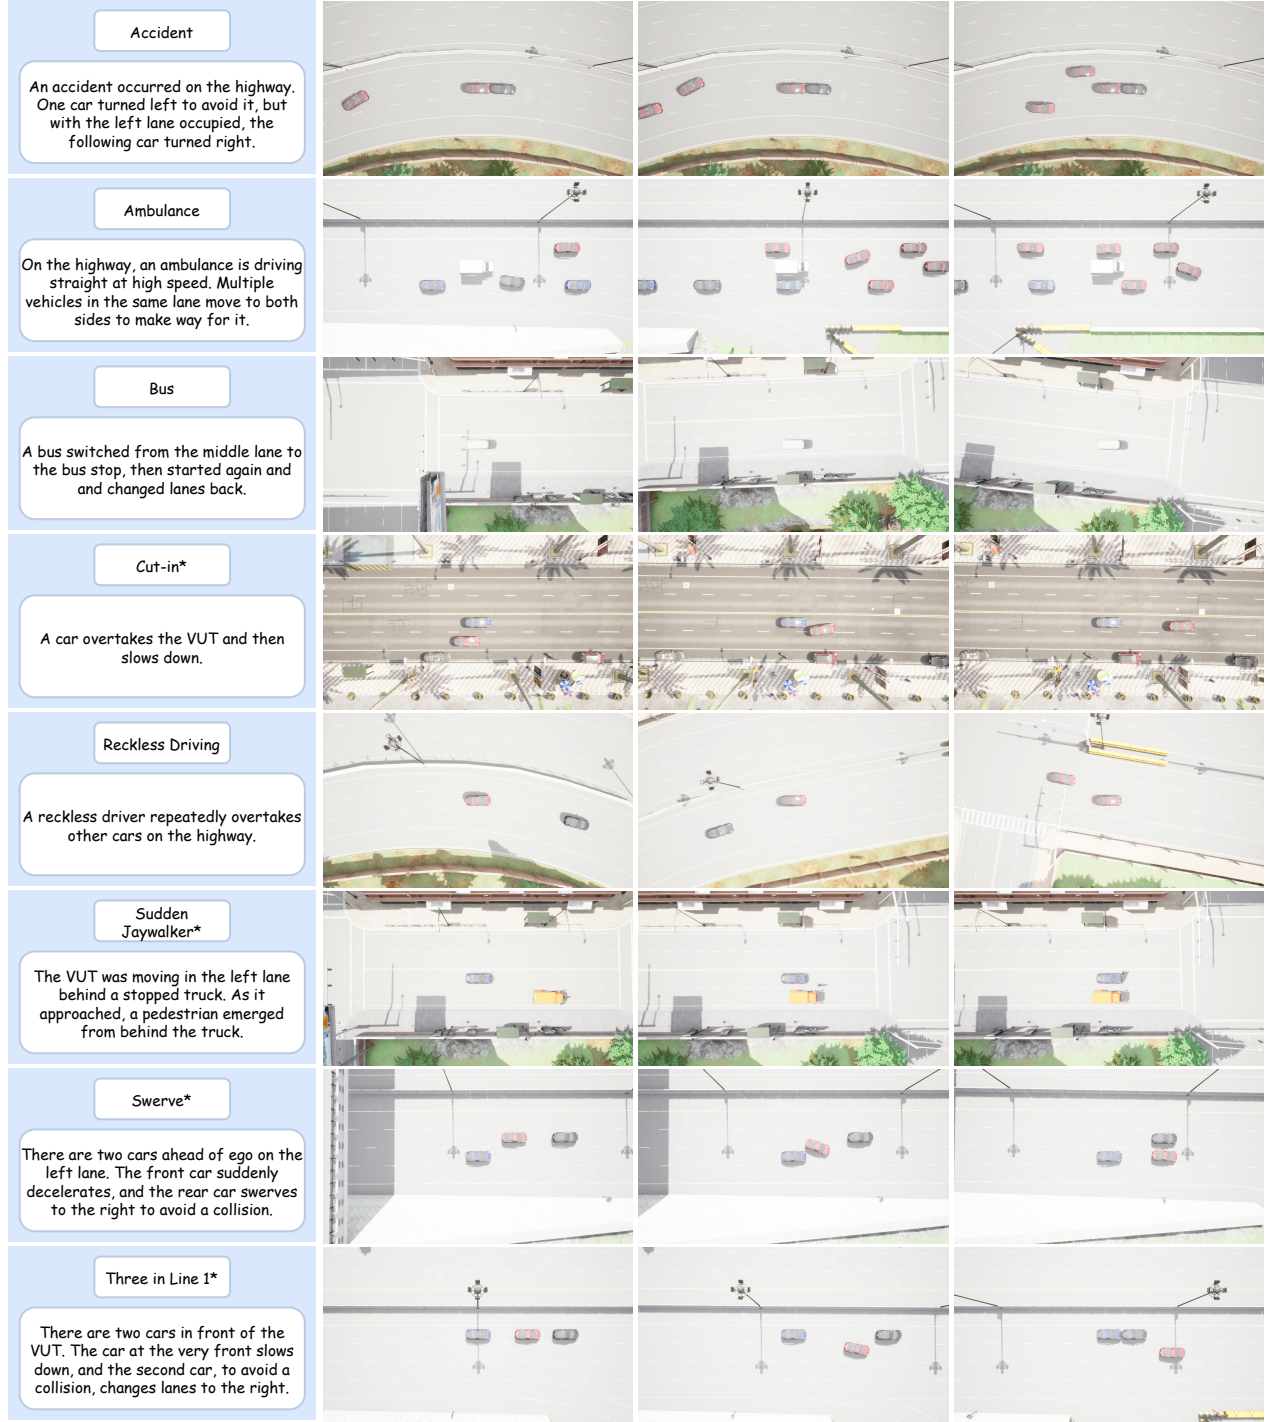 Accident
An accident occurred on the highway.
One car turned left to avoid it, but
with the left lane occupied, the
following car turned right.
Ambulance
On the highway, an ambulance is driving
straight at high speed. Multiple
vehicles in the same lane move to both
sides to make way for it.
Bus
A bus switched from the middle lane to
the bus stop, then started again and
and changed lanes back.
Cut-in*
A car overtakes the VUT and then
slows down.
Reckless Driving
A reckless driver repeatedly overtakes
other cars on the highway.
Sudden
Jaywalker*
The VUT was moving in the left lane
behind a stopped truck. As it
approached, a pedestrian emerged
from behind the truck.
Swerve*
There are two cars ahead of ego on the
left lane. The front car suddenly
decelerates, and the rear car swerves
to the right to avoid a collision.
Three in Line 1*
There are two cars in front of the
VUT. The car at the very front slows
down, and the second car, to avoid a
collision, changes lanes to the right.